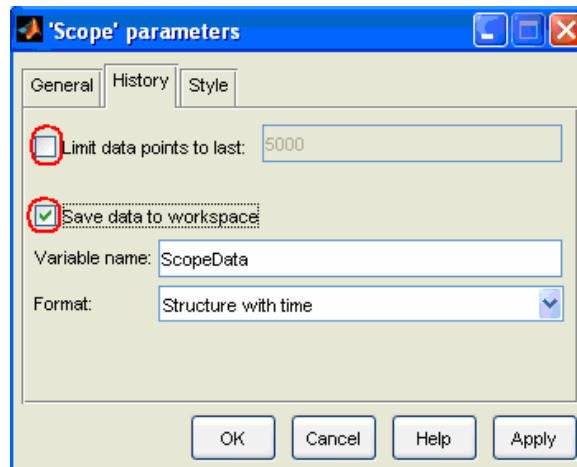 'Scope' parameters
General History Style
Limit data points to last: 5000
Save data to workspace
Variable name: ScopeData
Format: Structure with time
OK Cancel Help Apply